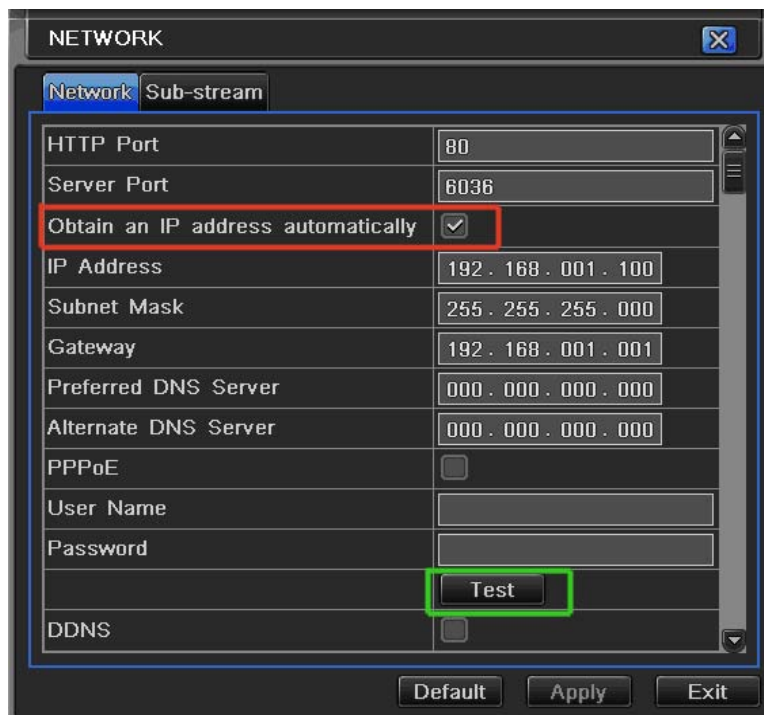 NETWORK
Network Sub-stream
HTTP Port 80
Server Port 6036
Obtain an IP address automatically
IP Address 192 . 168 . 001 . 100
Subnet Mask 255 . 255 . 255 . 000
Gateway 192 . 168 . 001 . 001
Preferred DNS Server 000 . 000 . 000 . 000
Alternate DNS Server 000 . 000 . 000 . 000
PPPoE
User Name
Password
Test
DDNS
Default Apply Exit